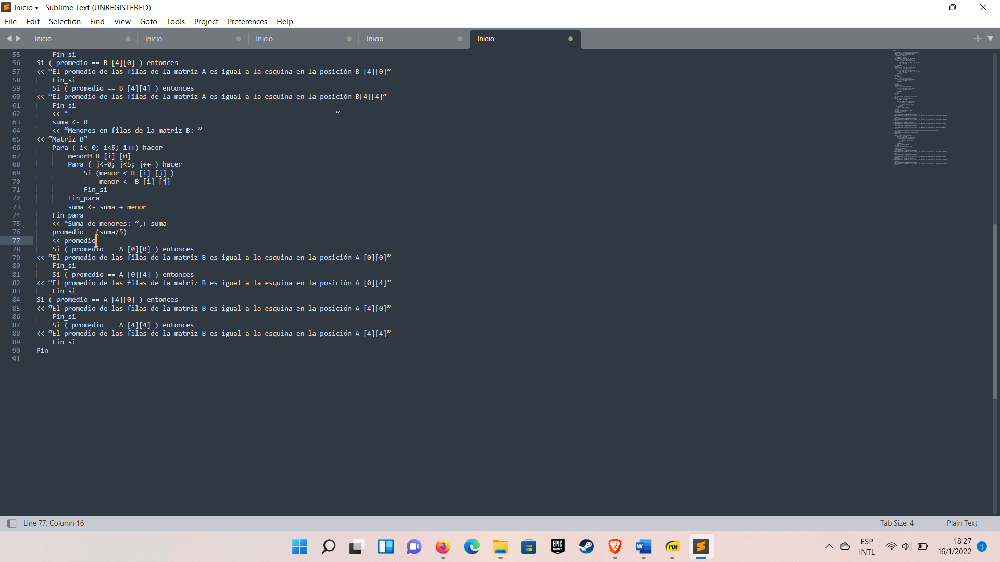 Inicio • - Sublime Text (UNREGISTERED)
File Edit Selection Find View Goto Tools Project Preferences Help
Inicio Inicio Inicio Inicio Inicio
55 Fin_si
56 Si ( promedio == B [4][0] ) entonces
57 << “El promedio de las filas de la matriz A es igual a la esquina en la posición B [4][0]”
58 Fin_si
59 Si ( promedio == B [4][4] ) entonces
60 << “El promedio de las filas de la matriz A es igual a la esquina en la posición B[4][4]”
61 Fin_si
62 << “--------------------------------------------------------------------”
63 suma <- 0
64 << “Menores en filas de la matriz B: ”
65 << “Matriz B”
66 Para ( i<-0; i<5; i++) hacer
67 menor B [i] [0]
68 Para ( j<-0; j<5; j++ ) hacer
69 Si (menor < B [i] [j] )
70 menor <- B [i] [j]
71 Fin_si
72 Fin_para
73 suma <- suma + menor
74 Fin_para
75 << “Suma de menores: ”,+ suma
76 promedio = (suma/5)
77 << promedio
78 Si ( promedio == A [0][0] ) entonces
79 << “El promedio de las filas de la matriz B es igual a la esquina en la posición A [0][0]”
80 Fin_si
81 Si ( promedio == A [0][4] ) entonces
82 << “El promedio de las filas de la matriz B es igual a la esquina en la posición A [0][4]”
83 Fin_si
84 Si ( promedio == A [4][0] ) entonces
85 << “El promedio de las filas de la matriz B es igual a la esquina en la posición A [4][0]”
86 Fin_si
87 Si ( promedio == A [4][4] ) entonces
88 << “El promedio de las filas de la matriz B es igual a la esquina en la posición A [4][4]”
89 Fin_si
90 Fin
91
Line 77, Column 16 Tab Size: 4 Plain Text
EPIC GAMES
W
PDF
ESP
INTL
18:27
16/1/2022
1